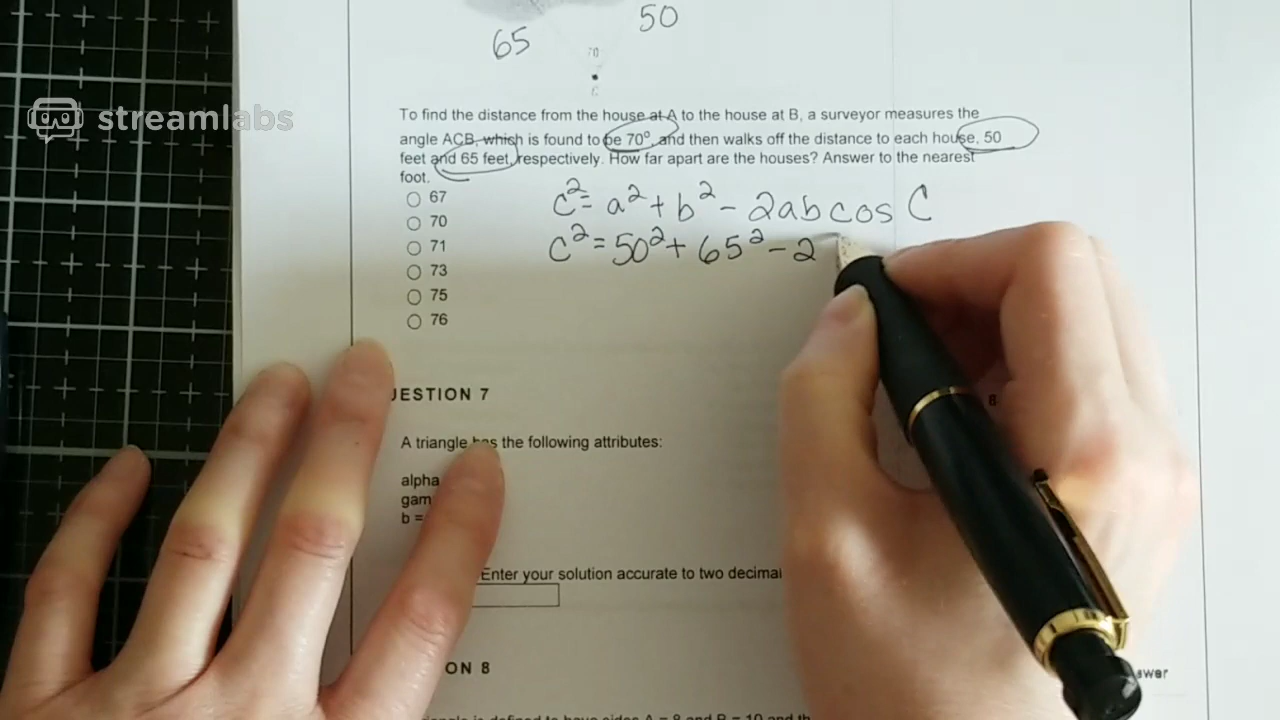 50
65
70
C
streamlabs
To find the distance from the house at A to the house at B, a surveyor measures the
angle ACB, which is found to be 70°, and then walks off the distance to each house, 50
feet and 65 feet, respectively. How far apart are the houses? Answer to the nearest
foot.
c² = a² + b² - 2ab cos C
67
70
c² = 50² + 65² - 2
71
73
75
76
UESTION 7
8
A triangle has the following attributes:
alpha
gam
b =
Enter your solution accurate to two decimal
ON 8
swer